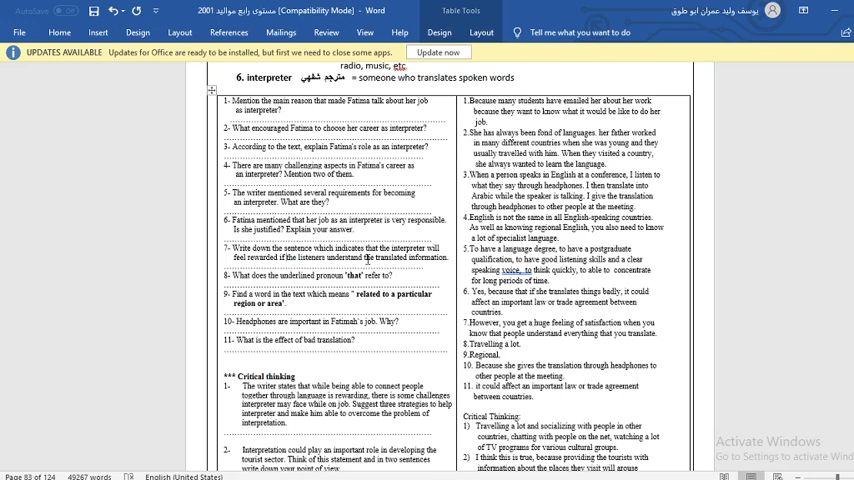 AutoSave
Off
مستوى رابع مواليد 2001 [Compatibility Mode] - Word
Table Tools
يوسف وليد عمران ابو طوق
File
Home
Insert
Design
Layout
References
Mailings
Review
View
Help
Design
Layout
Tell me what you want to do
UPDATES AVAILABLE Updates for Office are ready to be installed, but first we need to close some apps.
Update now
radio, music, etc
6. interpreter مترجم شفهي = someone who translates spoken words
1- Mention the main reason that made Fatima talk about her job
as interpreter?
2- What encouraged Fatima to choose her career as interpreter?
3- According to the text, explain Fatima's role as an interpreter?
4- There are many challenging aspects in Fatima's career as
an interpreter? Mention two of them.
5- The writer mentioned several requirements for becoming
an interpreter. What are they?
6- Fatima mentioned that her job as an interpreter is very responsible.
Is she justified? Explain your answer.
7- Write down the sentence which indicates that the interpreter will
feel rewarded if the listeners understand the translated information.
8- What does the underlined pronoun 'that' refer to?
9- Find a word in the text which means " related to a particular
region or area'.
10- Headphones are important in Fatimah's job. Why?
11- What is the effect of bad translation?
*** Critical thinking
1- The writer states that while being able to connect people
together through language is rewarding, there is some challenges
interpreter may face while on job. Suggest three strategies to help
interpreter and make him able to overcome the problem of
interpretation.
2- Interpretation could play an important role in developing the
tourist sector. Think of this statement and in two sentences
write down your point of view.
1.Because many students have emailed her about her work
because they want to know what it would be like to do her
job.
2.She has always been fond of languages. her father worked
in many different countries when she was young and they
usually travelled with him. When they visited a country,
she always wanted to learn the language.
3.When a person speaks in English at a conference, I listen to
what they say through headphones. I then translate into
Arabic while the speaker is talking. I give the translation
through headphones to other people at the meeting.
4.English is not the same in all English-speaking countries.
As well as knowing regional English, you also need to know
a lot of specialist language.
5.To have a language degree, to have a postgraduate
qualification, to have good listening skills and a clear
speaking voice, to think quickly, to able to concentrate
for long periods of time.
6. Yes, because that if she translates things badly, it could
affect an important law or trade agreement between
countries.
7.However, you get a huge feeling of satisfaction when you
know that people understand everything that you translate.
8.Travelling a lot.
9.Regional.
10. Because she gives the translation through headphones to
other people at the meeting.
11. it could affect an important law or trade agreement
between countries.
Critical Thinking:
1) Travelling a lot and socializing with people in other
countries, chatting with people on the net, watching a lot
of TV programs for various cultural groups.
2) I think this is true, because providing the tourists with
information about the places they visit will arouse
Activate Windows
Go to Settings to activate Wind
Page 83 of 124
49267 words
English (United States)